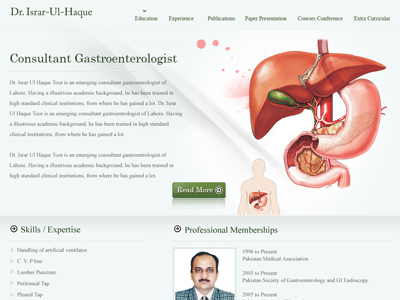 Dr. Israr-Ul-Haque
Education Experience Publications Paper Presentation Courses Conference Extra Curricular
Consultant Gastroenterologist
Dr. Israr Ul Haque Toor is an emerging consultant gastroenterologist of
Lahore. Having a illustrious academic background, he has been trained in
high standard clinical institutions, from where he has gained a lot. Dr. Israr
Ul Haque Toor is an emerging consultant gastroenterologist of Lahore. Having
a illustrious academic background, he has been trained in high standard
clinical institutions, from where he has gained a lot.
Dr. Israr Ul Haque Toor is an emerging consultant gastroenterologist of
Lahore. Having a illustrious academic background, he has been trained in
high standard clinical institutions, from where he has gained a lot.
Read More
Skills / Expertise
Handling of artificial ventilator.
C. V. P line
Lumber Puncture.
Peritoneal Tap
Pleural Tap
Professional Memberships
1996 to Present
Pakistan Medical Association
2005 to Present
Pakistan Society of Gastroenterology and GI Endoscopy.
2005 to Present